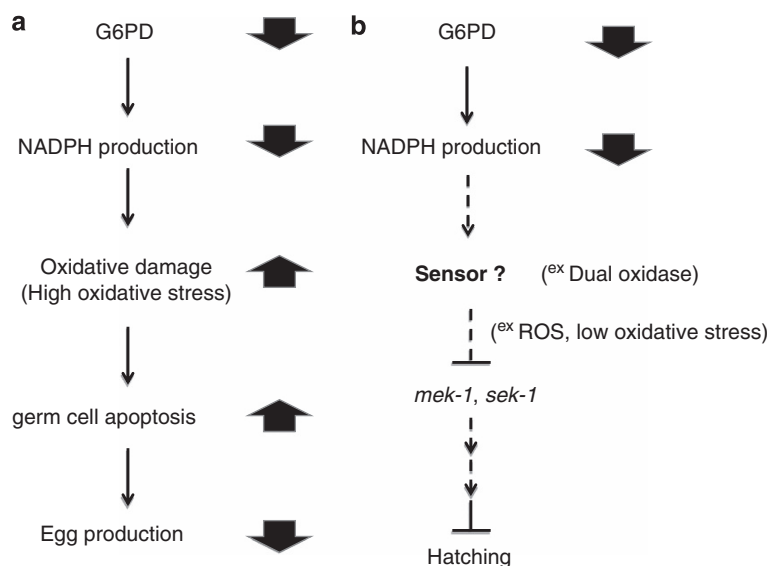 a
G6PD
NADPH production
Oxidative damage
(High oxidative stress)
germ cell apoptosis
Egg production
b
G6PD
NADPH production
Sensor ? (ex Dual oxidase)
(ex ROS, low oxidative stress)
mek-1, sek-1
Hatching